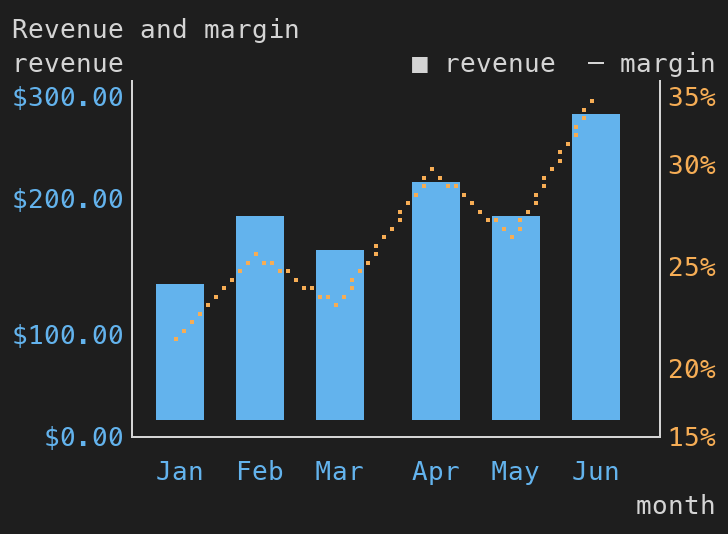 Revenue and margin
revenue ■ revenue — margin
$300.00 35%
30%
$200.00
25%
$100.00
20%
$0.00 15%
Jan Feb Mar Apr May Jun
month